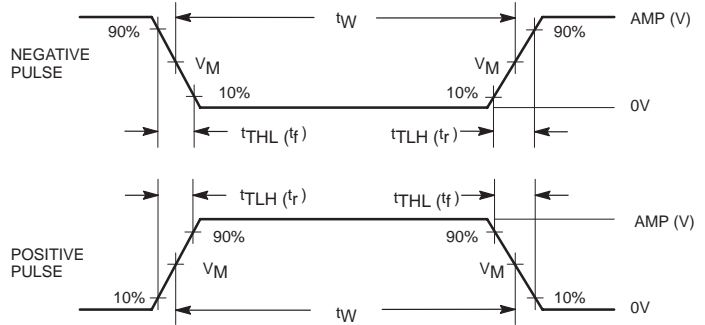 90%
tW
90%
AMP (V)
NEGATIVE
PULSE
VM
VM
10%
10%
0V
tTHL (tf)
tTLH (tr)
tTLH (tr)
tTHL (tf)
AMP (V)
90%
90%
POSITIVE
PULSE
VM
VM
10%
10%
tW
0V